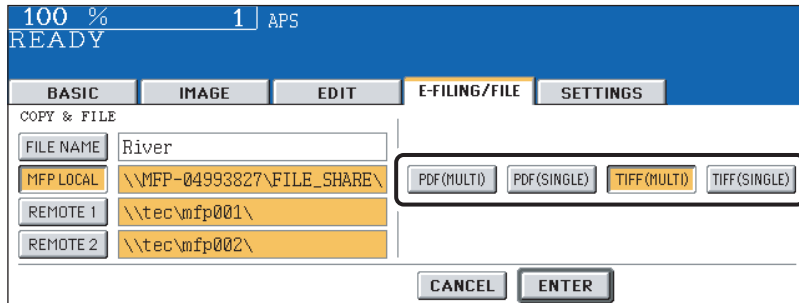 100 % 1 APS
READY
BASIC IMAGE EDIT E-FILING/FILE SETTINGS
COPY & FILE
FILE NAME River
MFP LOCAL \\MFP-04993827\FILE_SHARE\ PDF(MULTI) PDF(SINGLE) TIFF(MULTI) TIFF(SINGLE)
REMOTE 1 \\tec\mfp001\
REMOTE 2 \\tec\mfp002\
CANCEL ENTER